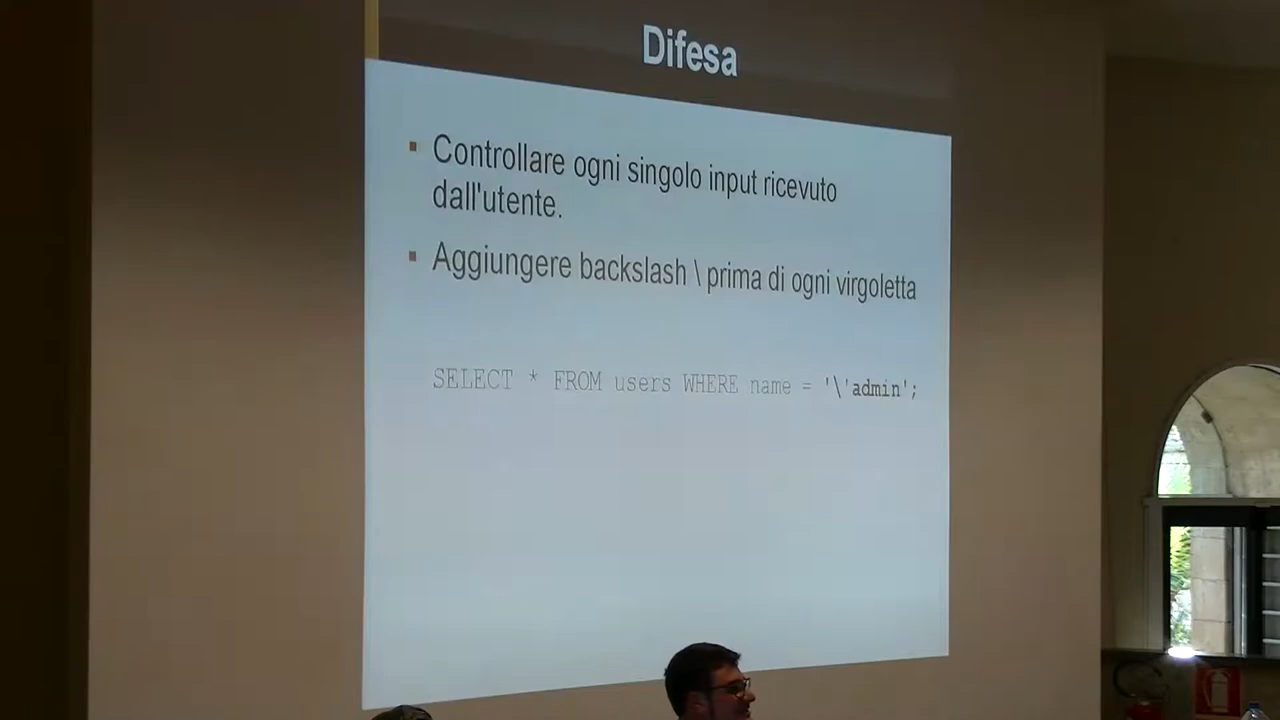 Difesa
Controllare ogni singolo input ricevuto
dall'utente.
Aggiungere backslash \ prima di ogni virgoletta
SELECT * FROM users WHERE name = '\'admin';